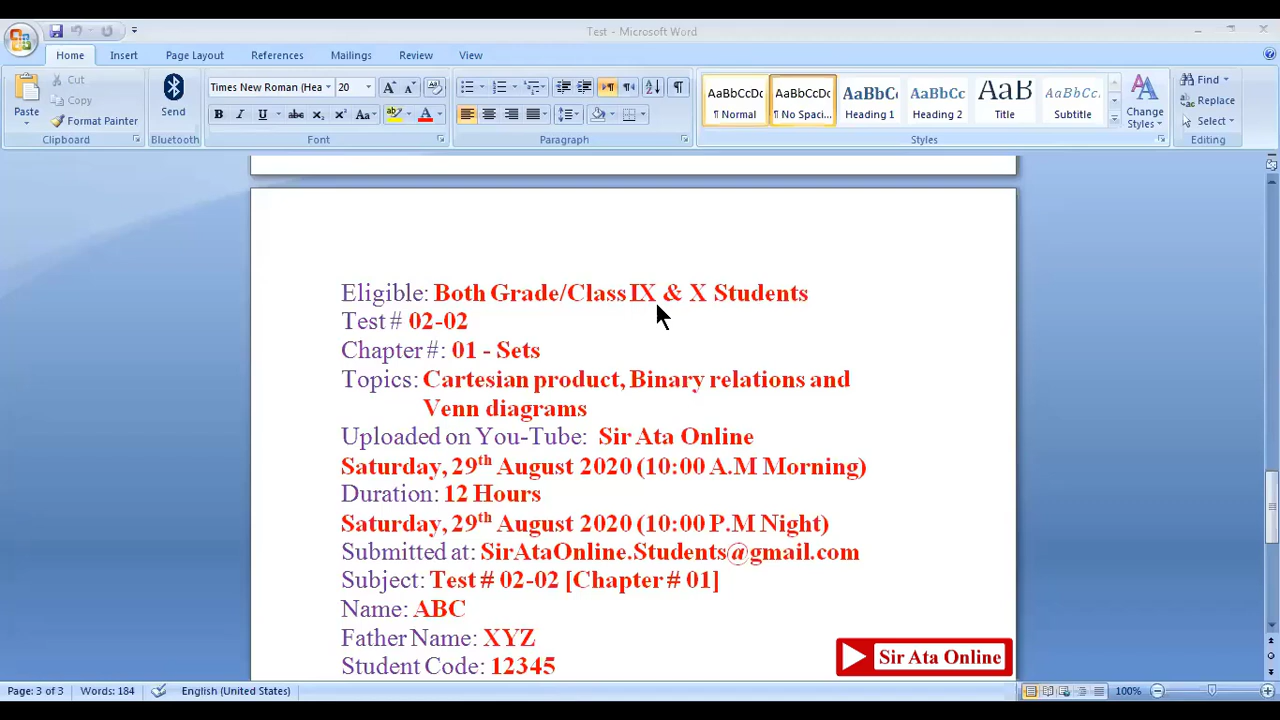 Test - Microsoft Word
Home Insert Page Layout References Mailings Review View
Paste
Cut
Copy
Format Painter
Clipboard
Send
Bluetooth
Times New Roman (Hea 20
B I U abc x₂ x² Aa
Font
Paragraph
AaBbCcDc AaBbCcDc AaBbCc AaBbCc AaB AaBbCc.
¶ Normal ¶ No Spaci... Heading 1 Heading 2 Title Subtitle
Change Styles
Styles
Find
Replace
Select
Editing
Eligible: Both Grade/Class IX & X Students
Test # 02-02
Chapter #: 01 - Sets
Topics: Cartesian product, Binary relations and
Venn diagrams
Uploaded on You-Tube: Sir Ata Online
Saturday, 29th August 2020 (10:00 A.M Morning)
Duration: 12 Hours
Saturday, 29th August 2020 (10:00 P.M Night)
Submitted at: SirAtaOnline.Students@gmail.com
Subject: Test # 02-02 [Chapter # 01]
Name: ABC
Father Name: XYZ
Student Code: 12345
Sir Ata Online
Page: 3 of 3 Words: 184 English (United States) 100%